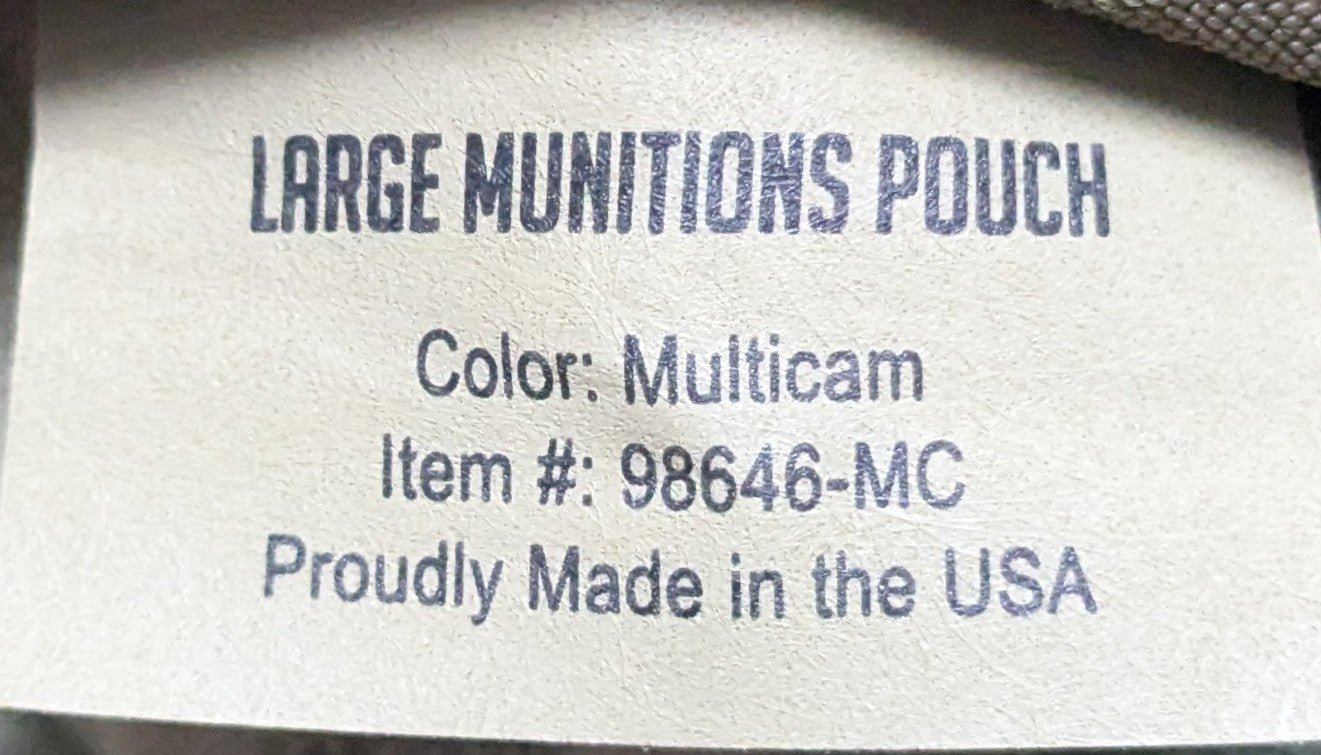 LARGE MUNITIONS POUCH
Color: Multicam
Item #: 98646-MC
Proudly Made in the USA